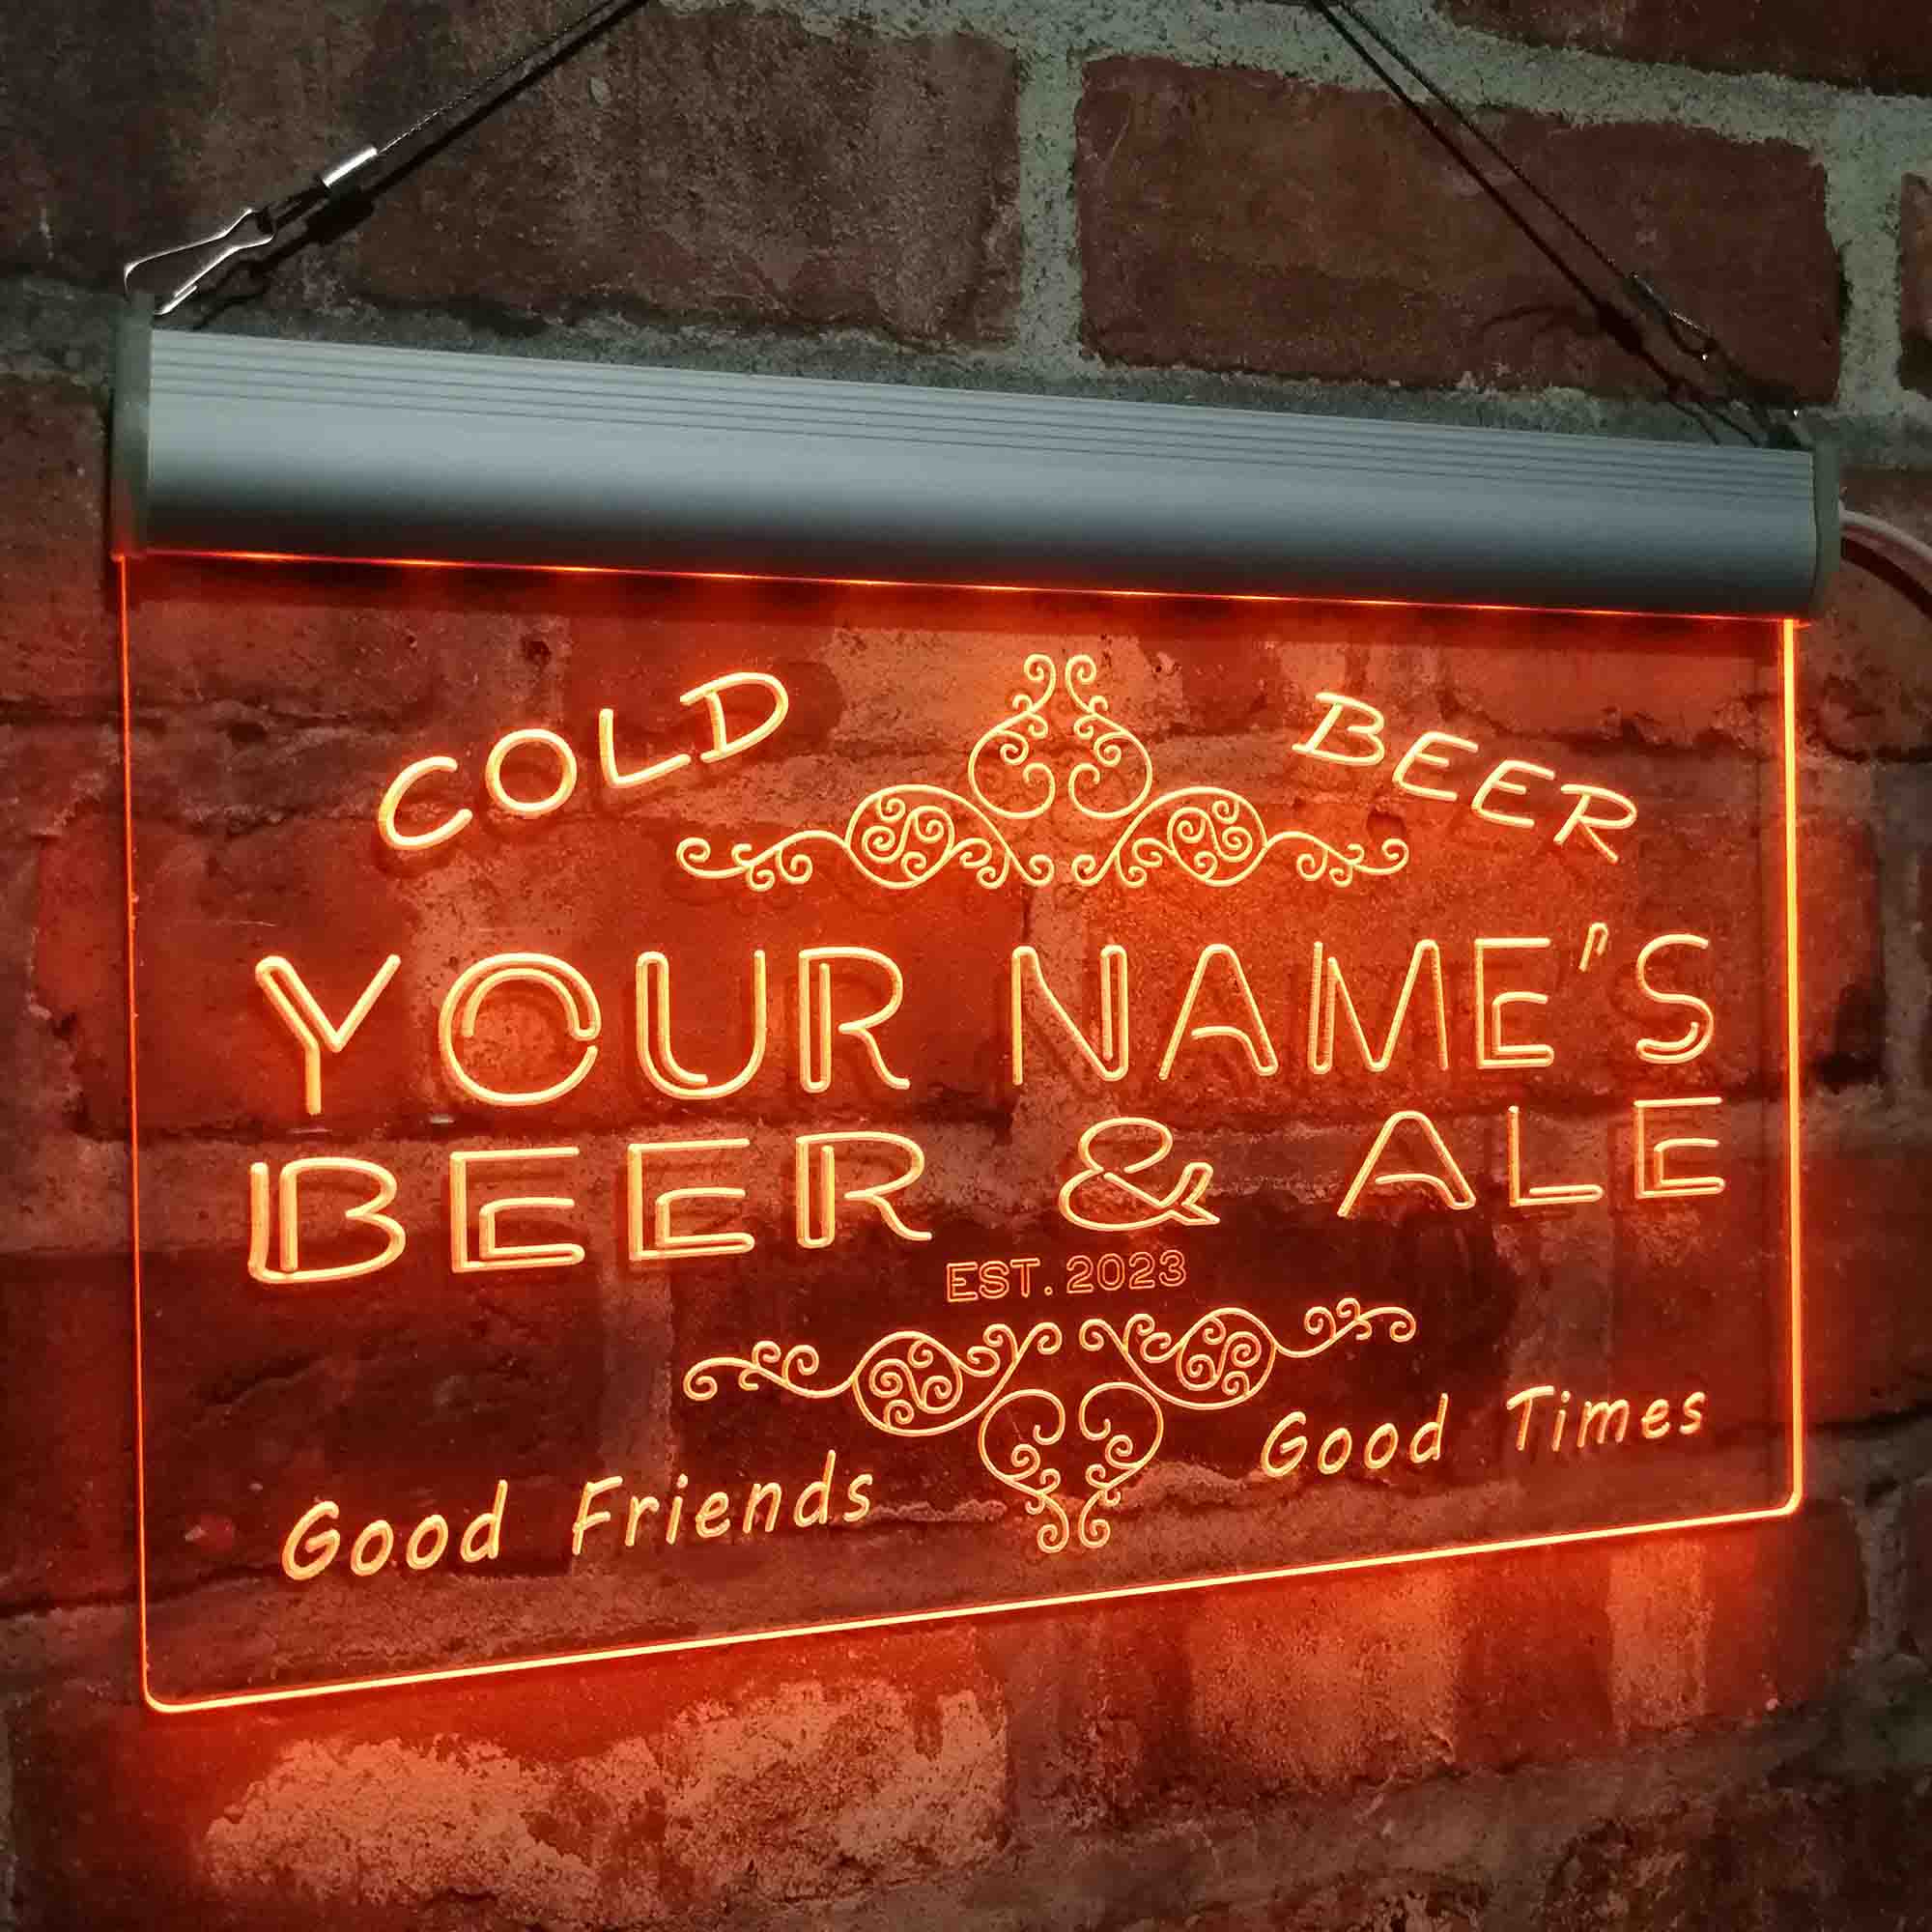 COLD BEER
YOUR NAME'S
BEER & ALE
EST. 2023
Good Friends Good Times